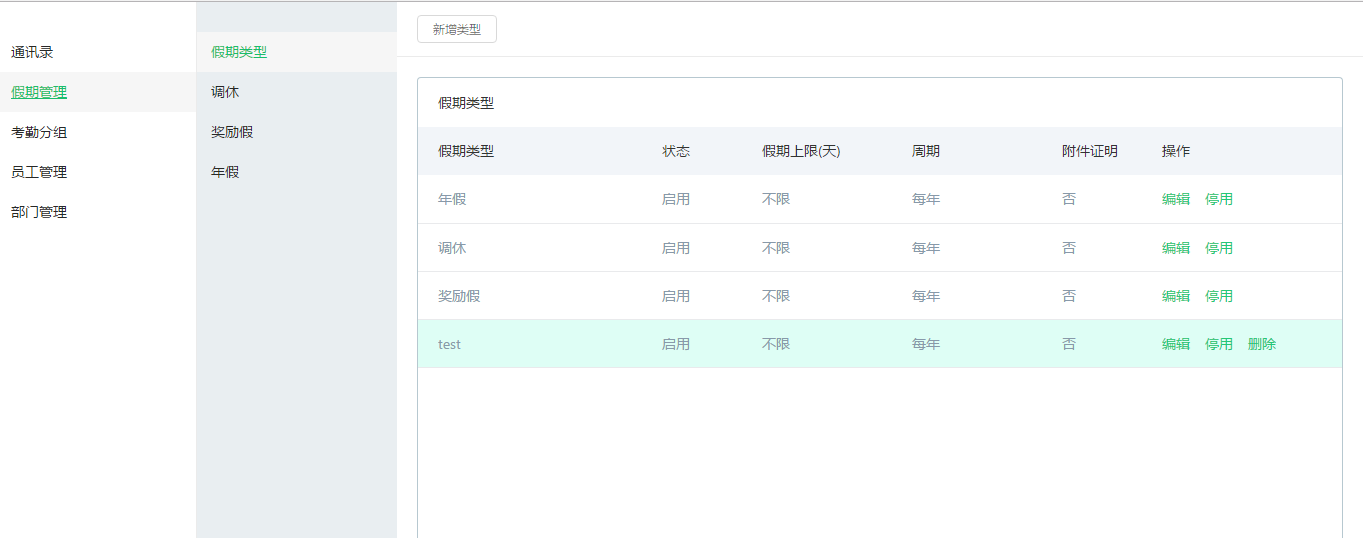 通讯录
假期管理
考勤分组
员工管理
部门管理
假期类型
调休
奖励假
年假
新增类型
假期类型
假期类型 状态 假期上限(天) 周期 附件证明 操作
年假 启用 不限 每年 否 编辑 停用
调休 启用 不限 每年 否 编辑 停用
奖励假 启用 不限 每年 否 编辑 停用
test 启用 不限 每年 否 编辑 停用 删除